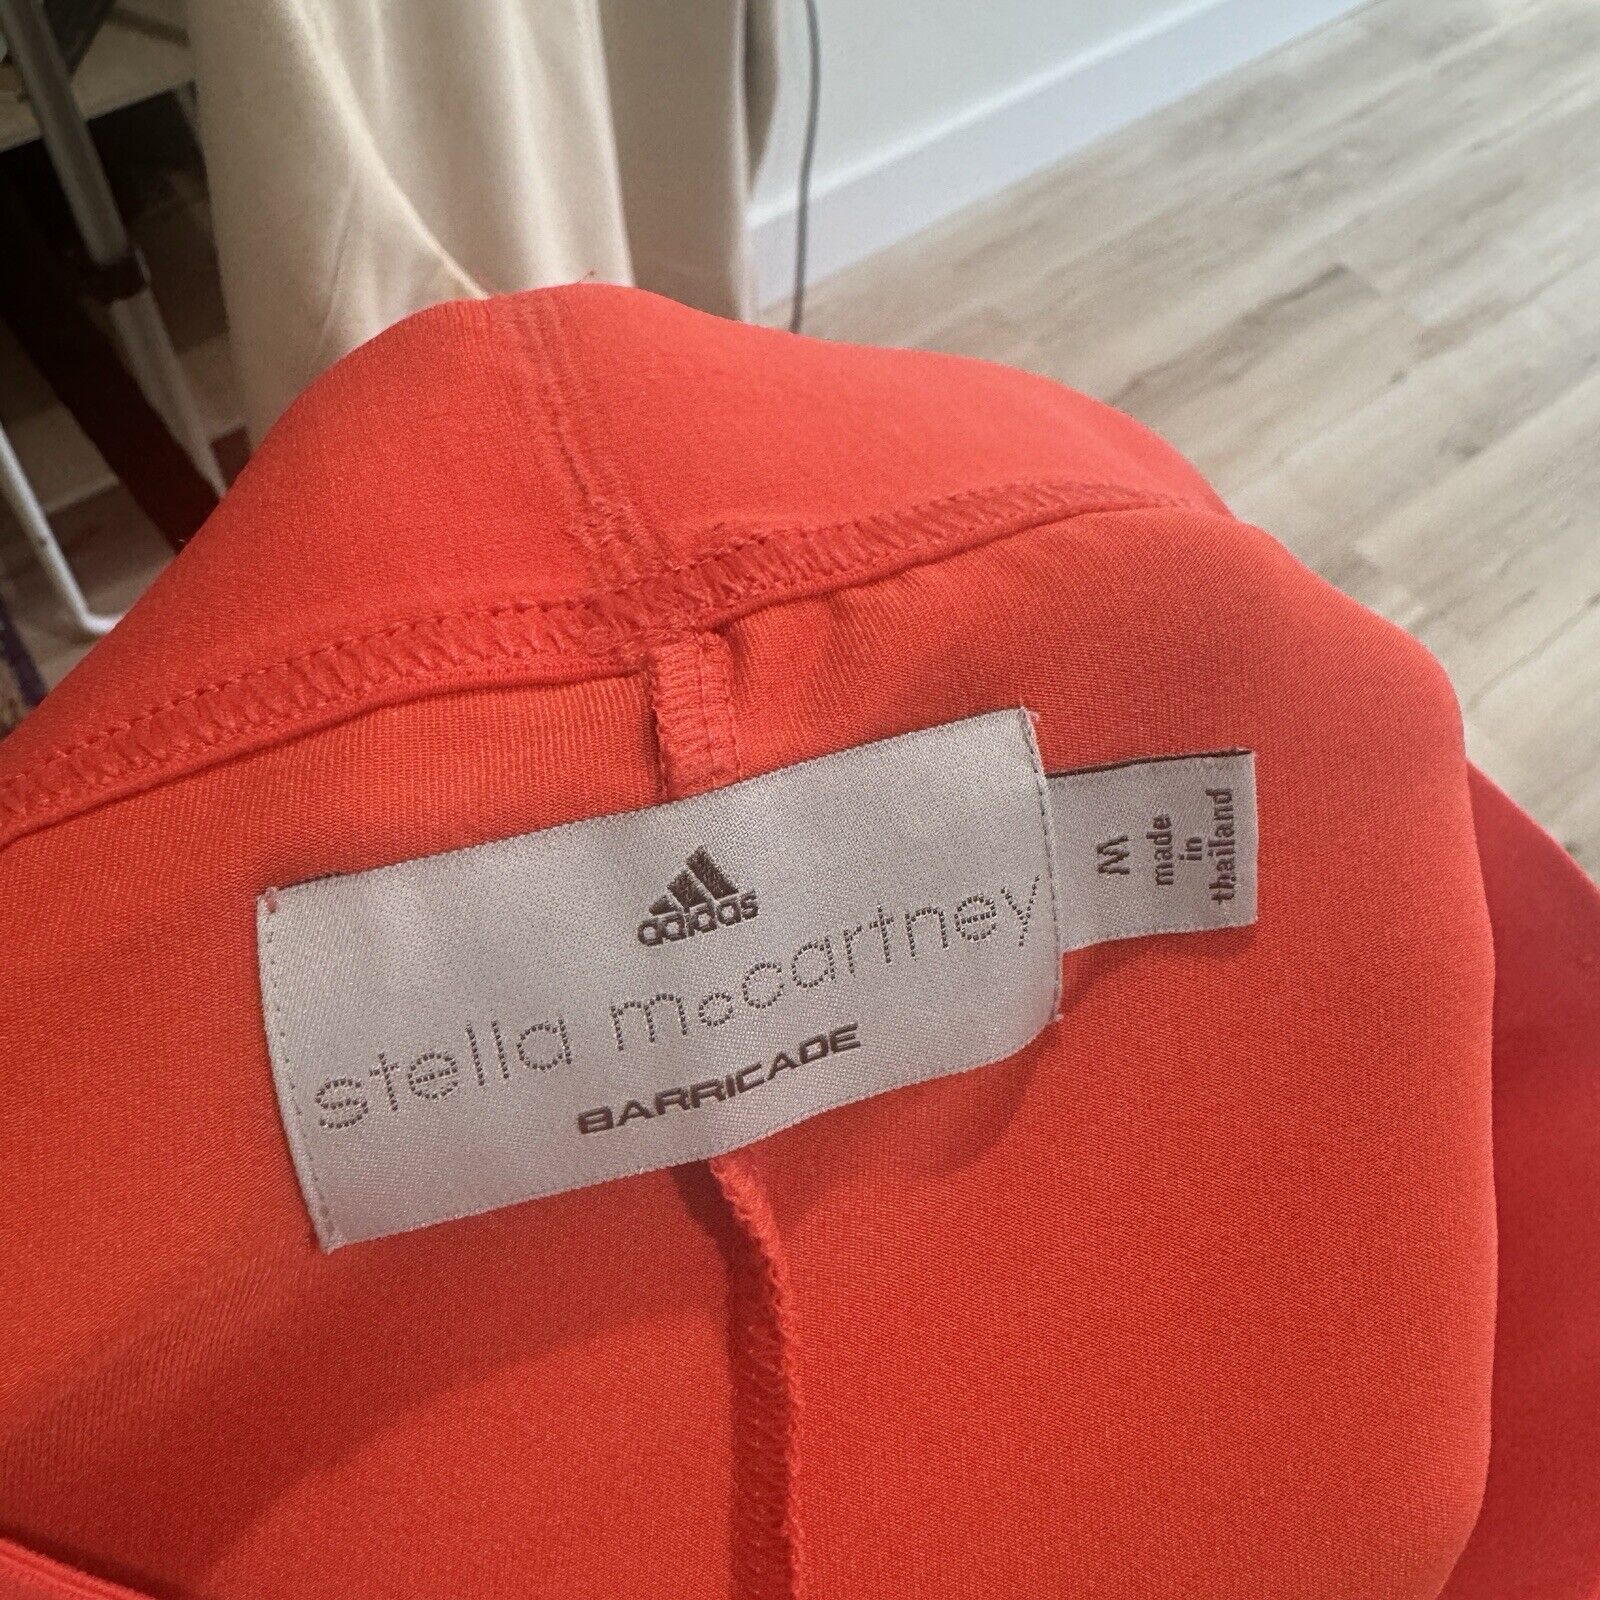 adidas
stella mccartney
BARRICADE
M
made
in
thailand